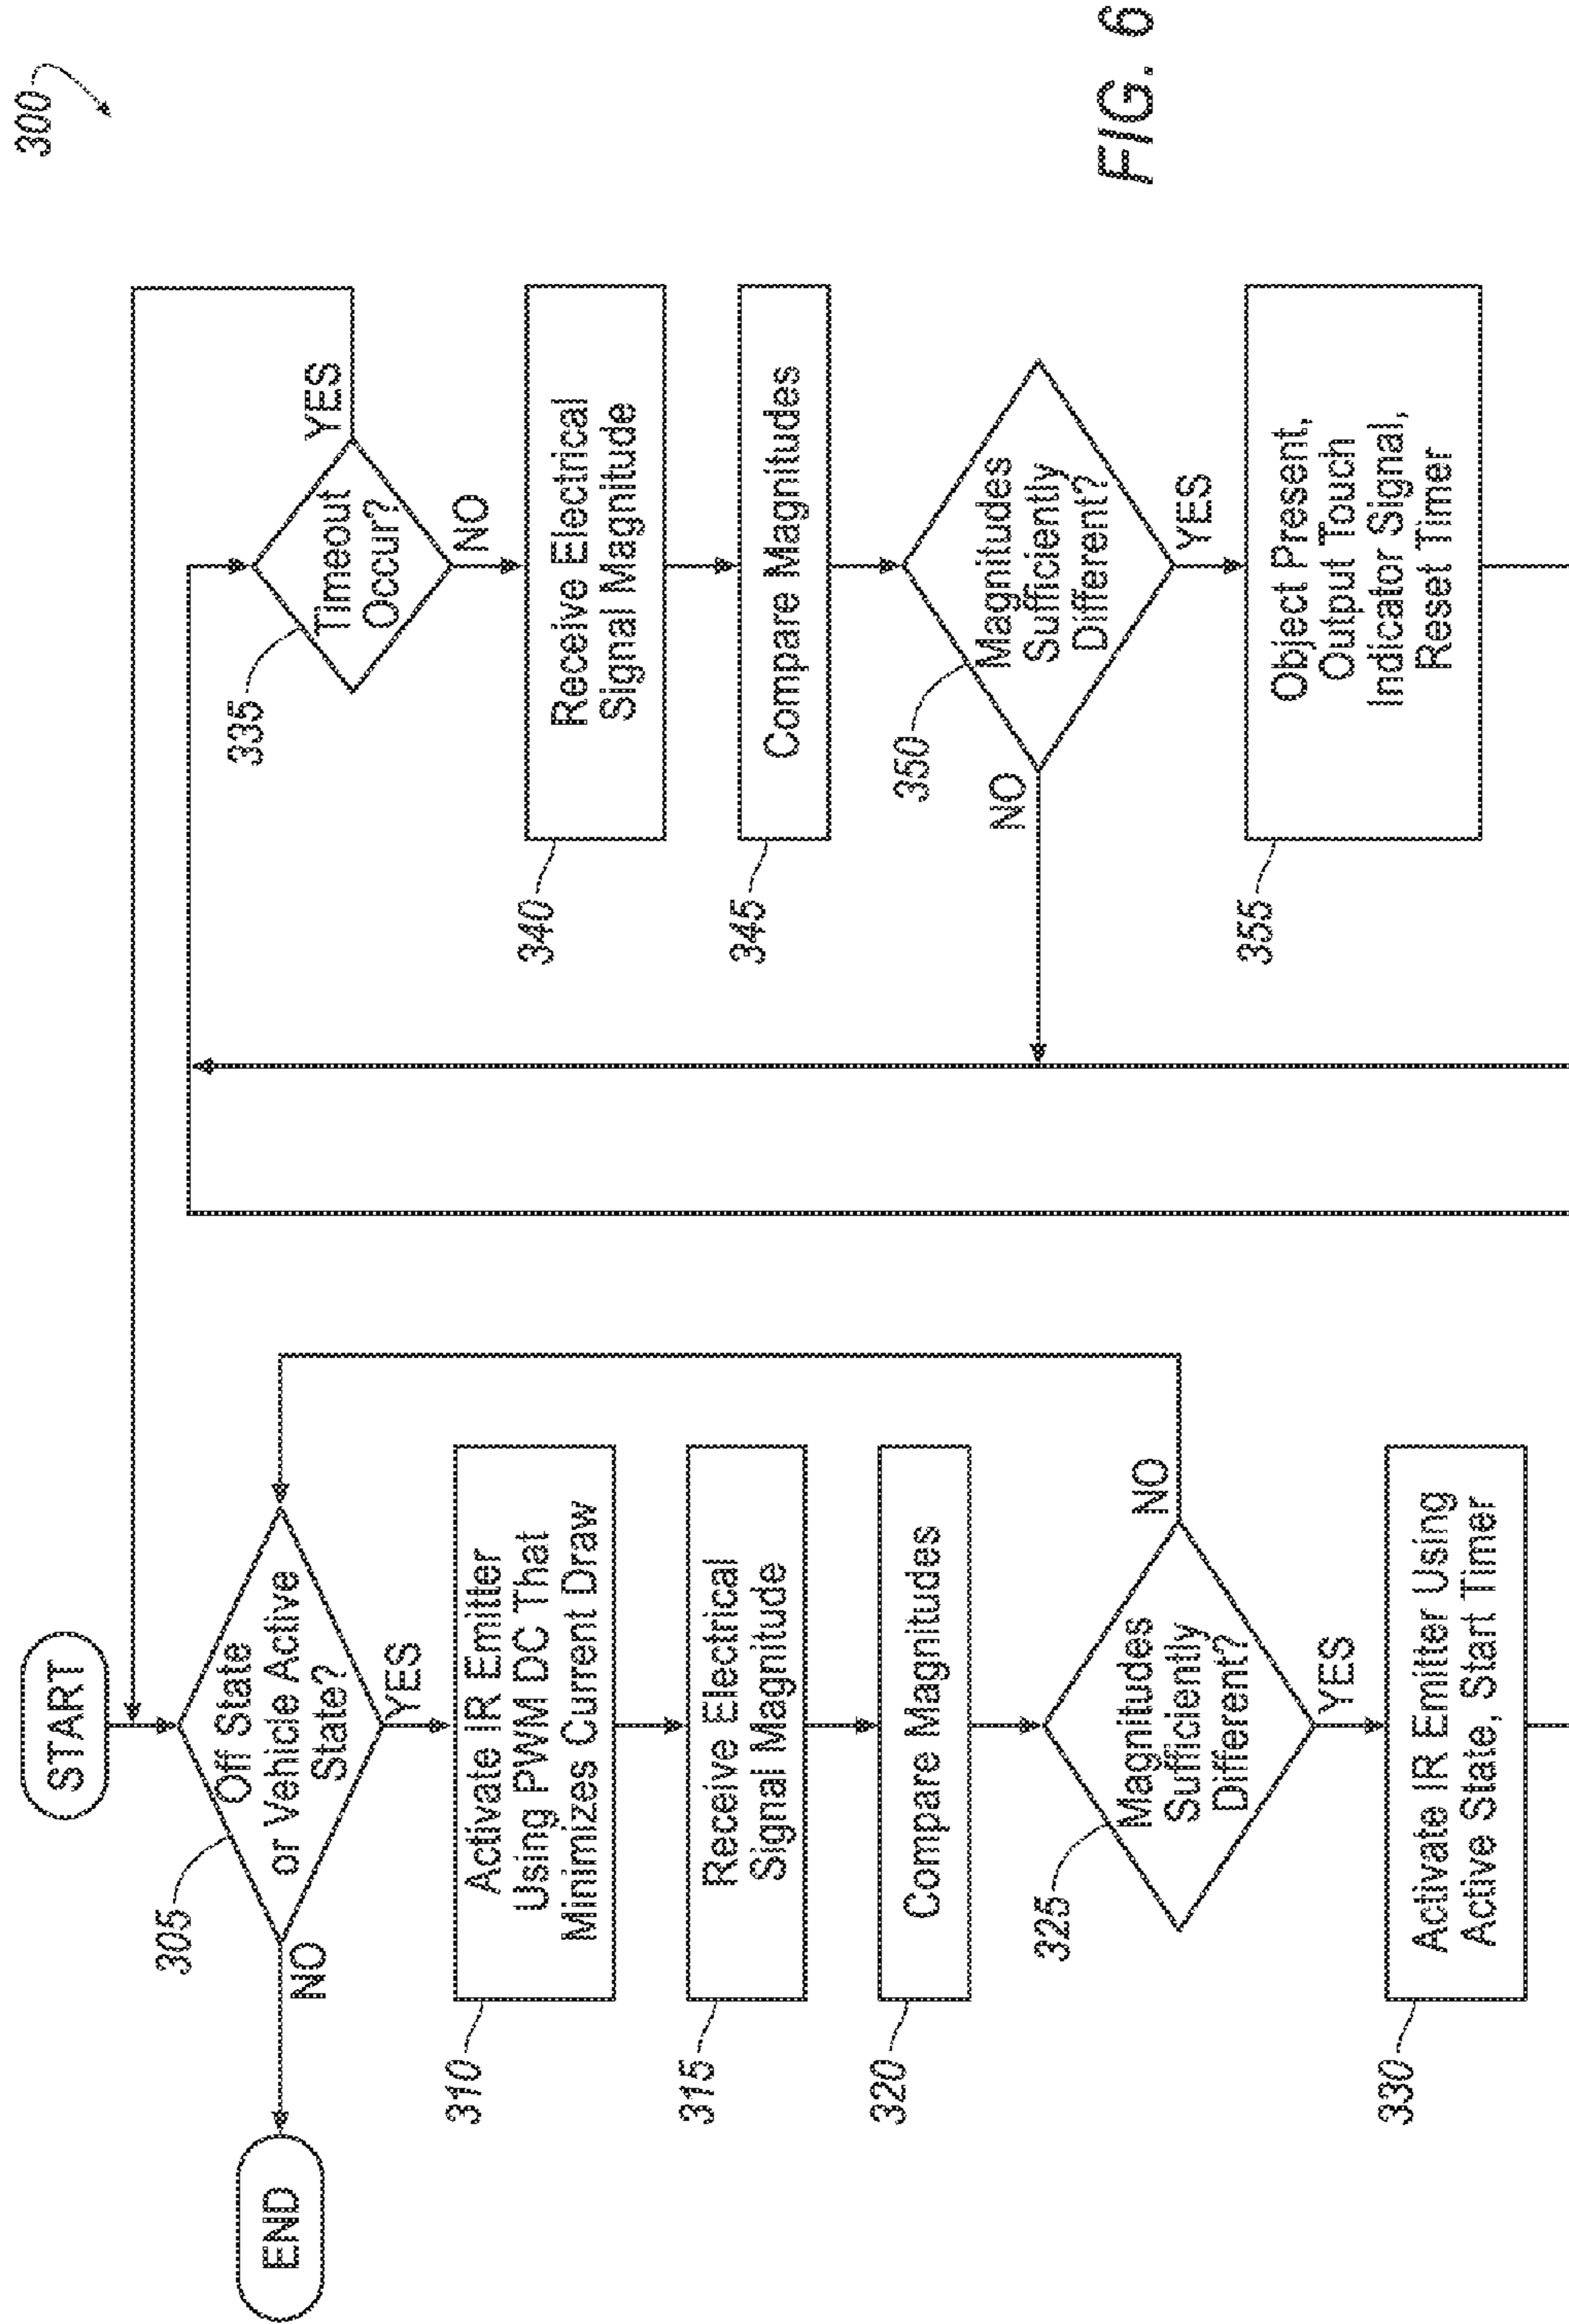 300
START
305
Off State
or Vehicle Active
State?
NO
END
YES
310
Activate IR Emitter
Using PWM DC That
Minimizes Current Draw
315
Receive Electrical
Signal Magnitude
320
Compare Magnitudes
325
Magnitudes
Sufficiently
Different?
NO
YES
330
Activate IR Emitter Using
Active State, Start Timer
335
Timeout
Occur?
YES
NO
340
Receive Electrical
Signal Magnitude
345
Compare Magnitudes
350
Magnitudes
Sufficiently
Different?
NO
YES
355
Object Present,
Output Touch
Indicator Signal,
Reset Timer
FIG. 6